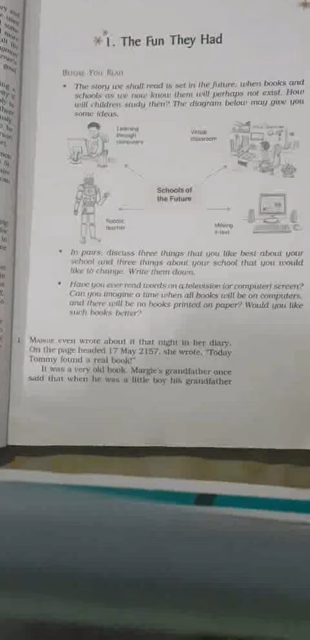 1. The Fun They Had
BEFORE YOU READ
• The story we shall read is set in the future, when books and
schools as we now know them will perhaps not exist. How
will children study then? The diagram below may give you
some ideas.
Learning
through
computers
Virtual
classroom
Schools of
the Future
Robotic
teacher
Moving
e-text
• In pairs, discuss three things that you like best about your
school and three things about your school that you would
like to change. Write them down.
• Have you ever read words on a television (or computer) screen?
Can you imagine a time when all books will be on computers,
and there will be no books printed on paper? Would you like
such books better?
1. MARGIE even wrote about it that night in her diary.
On the page headed 17 May 2157, she wrote, "Today
Tommy found a real book!"
It was a very old book. Margie's grandfather once
said that when he was a little boy his grandfather